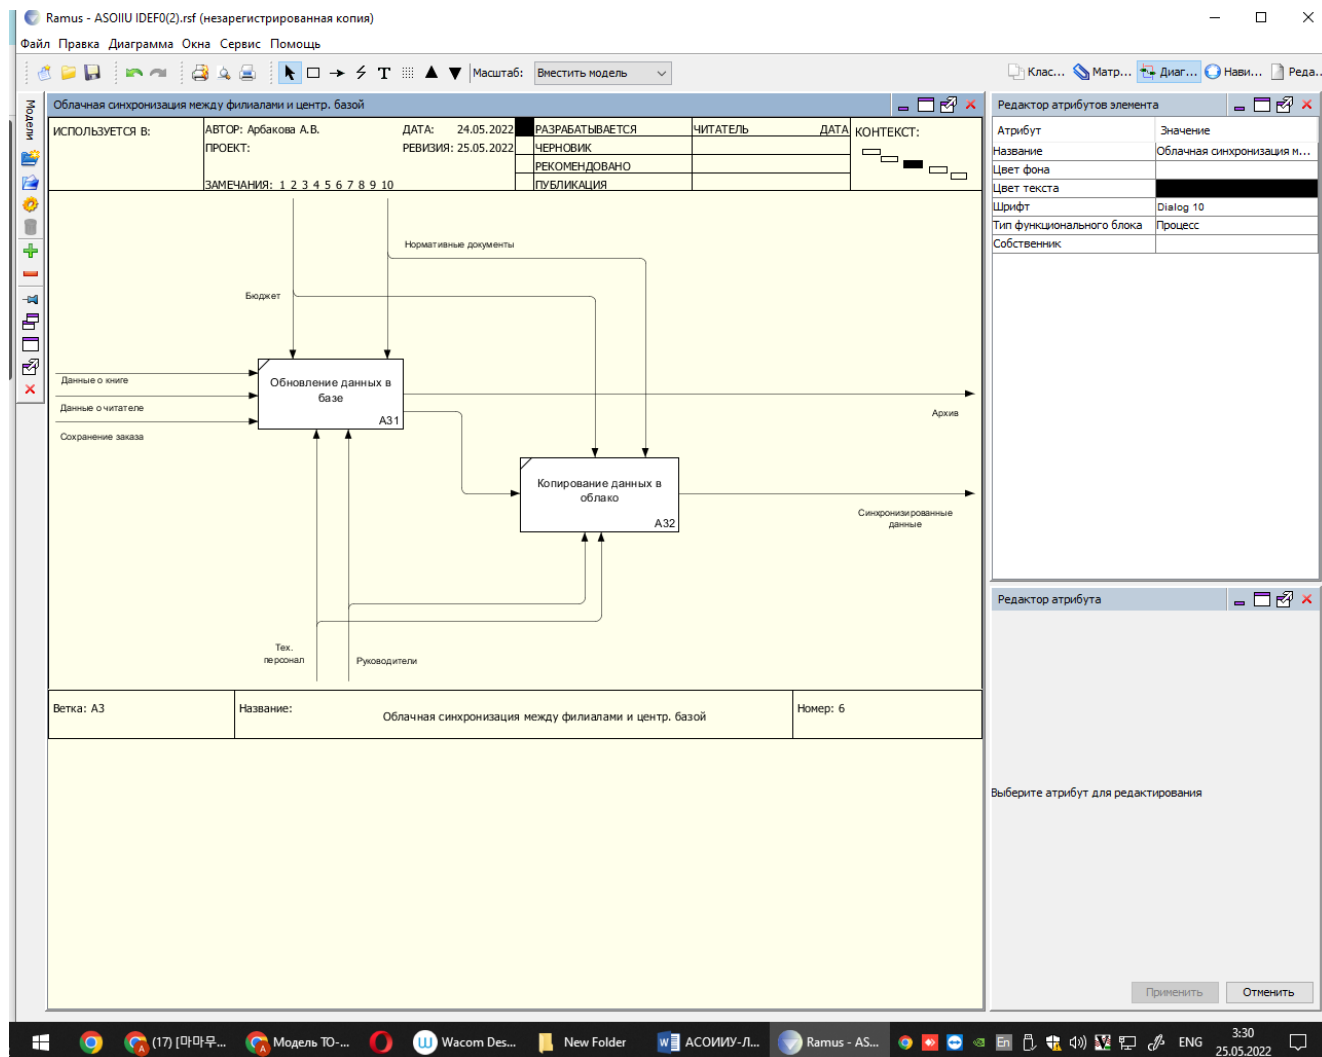 Ramus - ASOIIU IDEF0(2).rsf (незарегистрированная копия)
Файл Правка Диаграмма Окна Сервис Помощь
Масштаб: Вместить модель
Клас... Матр... Диаг... Нави... Реда..
Модели
Облачная синхронизация между филиалами и центр. базой
ИСПОЛЬЗУЕТСЯ В:
АВТОР: Арбакова А.В.
ДАТА: 24.05.2022
ПРОЕКТ:
РЕВИЗИЯ: 25.05.2022
ЗАМЕЧАНИЯ: 1 2 3 4 5 6 7 8 9 10
РАЗРАБАТЫВАЕТСЯ
ЧЕРНОВИК
РЕКОМЕНДОВАНО
ПУБЛИКАЦИЯ
ЧИТАТЕЛЬ
ДАТА
КОНТЕКСТ:
Нормативные документы
Бюджет
Данные о книге
Данные о читателе
Сохранение заказа
Обновление данных в
базе
A31
Архив
Копирование данных в
облако
A32
Синхронизированные
данные
Тех.
персонал
Руководители
Ветка: A3
Название:
Облачная синхронизация между филиалами и центр. базой
Номер: 6
Редактор атрибутов элемента
Атрибут Значение
Название Облачная синхронизация м...
Цвет фона
Цвет текста
Шрифт Dialog 10
Тип функционального блока Процесс
Собственник
Редактор атрибута
Выберите атрибут для редактирования
Применить Отменить
(17) [마마무...
Модель TO-...
Wacom Des...
New Folder
АСОИИУ-Л...
Ramus - AS...
En
ENG
3:30
25.05.2022